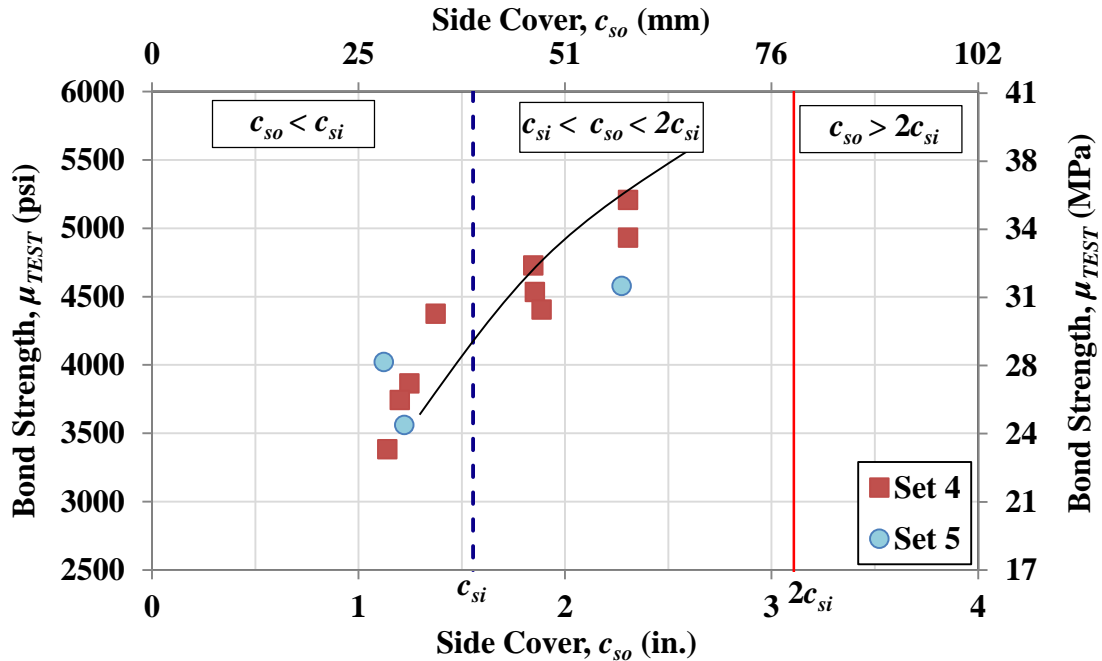 Side Cover, cso (mm)
0 25 51 76 102
6000 41
cso < csi csi < cso < 2csi cso > 2csi
5500 38
5000 34
4500 31
4000 28
3500 24
3000 21
2500 17
Bond Strength, μTEST (psi)
Bond Strength, μTEST (MPa)
Set 4
Set 5
csi 2csi
0 1 2 3 4
Side Cover, cso (in.)